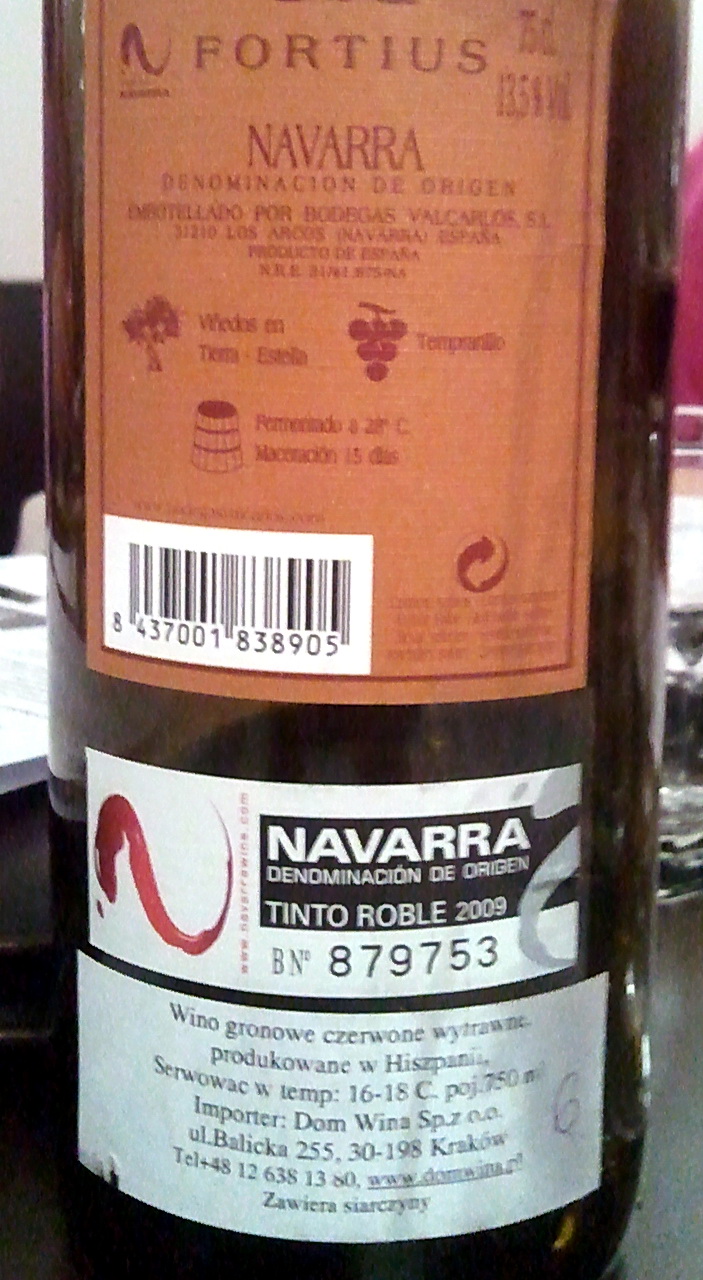 FORTIUS
75 cl.
13,5% Vol.
NAVARRA
DENOMINACION DE ORIGEN
EMBOTELLADO POR BODEGAS VALCARLOS, S.L.
31210 LOS ARCOS (NAVARRA) ESPAÑA
PRODUCTO DE ESPAÑA
Viñedos en
Tierra - Estella
Tempranillo
Fermentado a 28º C.
Maceración 15 días
8 437001 838905
www.navarrawine.com
NAVARRA
DENOMINACIÓN DE ORIGEN
TINTO ROBLE 2009
BNº 879753
Wino gronowe czerwone wytrawne.
produkowane w Hiszpanii,
Serwowac w temp: 16-18 C. poj.750 ml
Importer: Dom Wina Sp.z o.o.
ul.Balicka 255, 30-198 Kraków
Tel+48 12 638 13 80, www.domwina.pl
Zawiera siarczyny
6